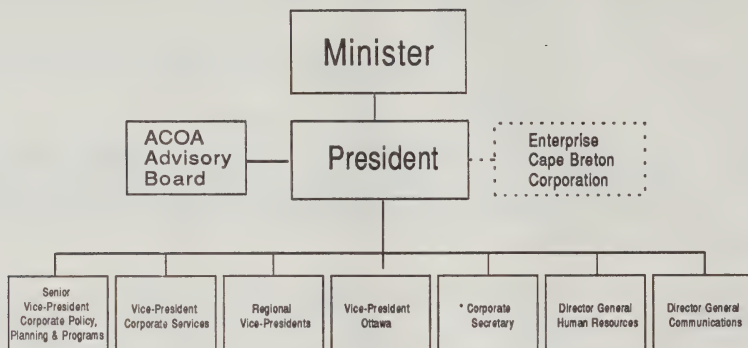 Minister
ACOA
Advisory
Board
President
Enterprise
Cape Breton
Corporation
Senior
Vice-President
Corporate Policy,
Planning & Programs
Vice-President
Corporate Services
Regional
Vice-Presidents
Vice-President
Ottawa
* Corporate
Secretary
Director General
Human Resources
Director General
Communications